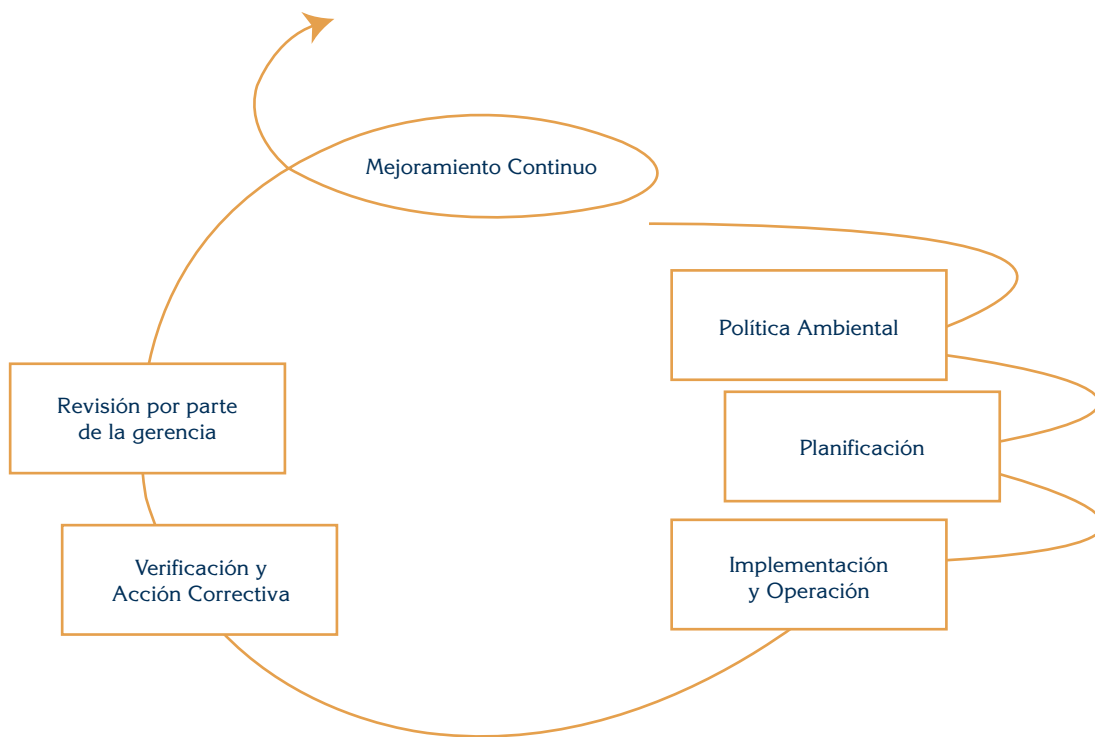 Mejoramiento Continuo
Política Ambiental
Planificación
Implementación
y Operación
Verificación y
Acción Correctiva
Revisión por parte
de la gerencia